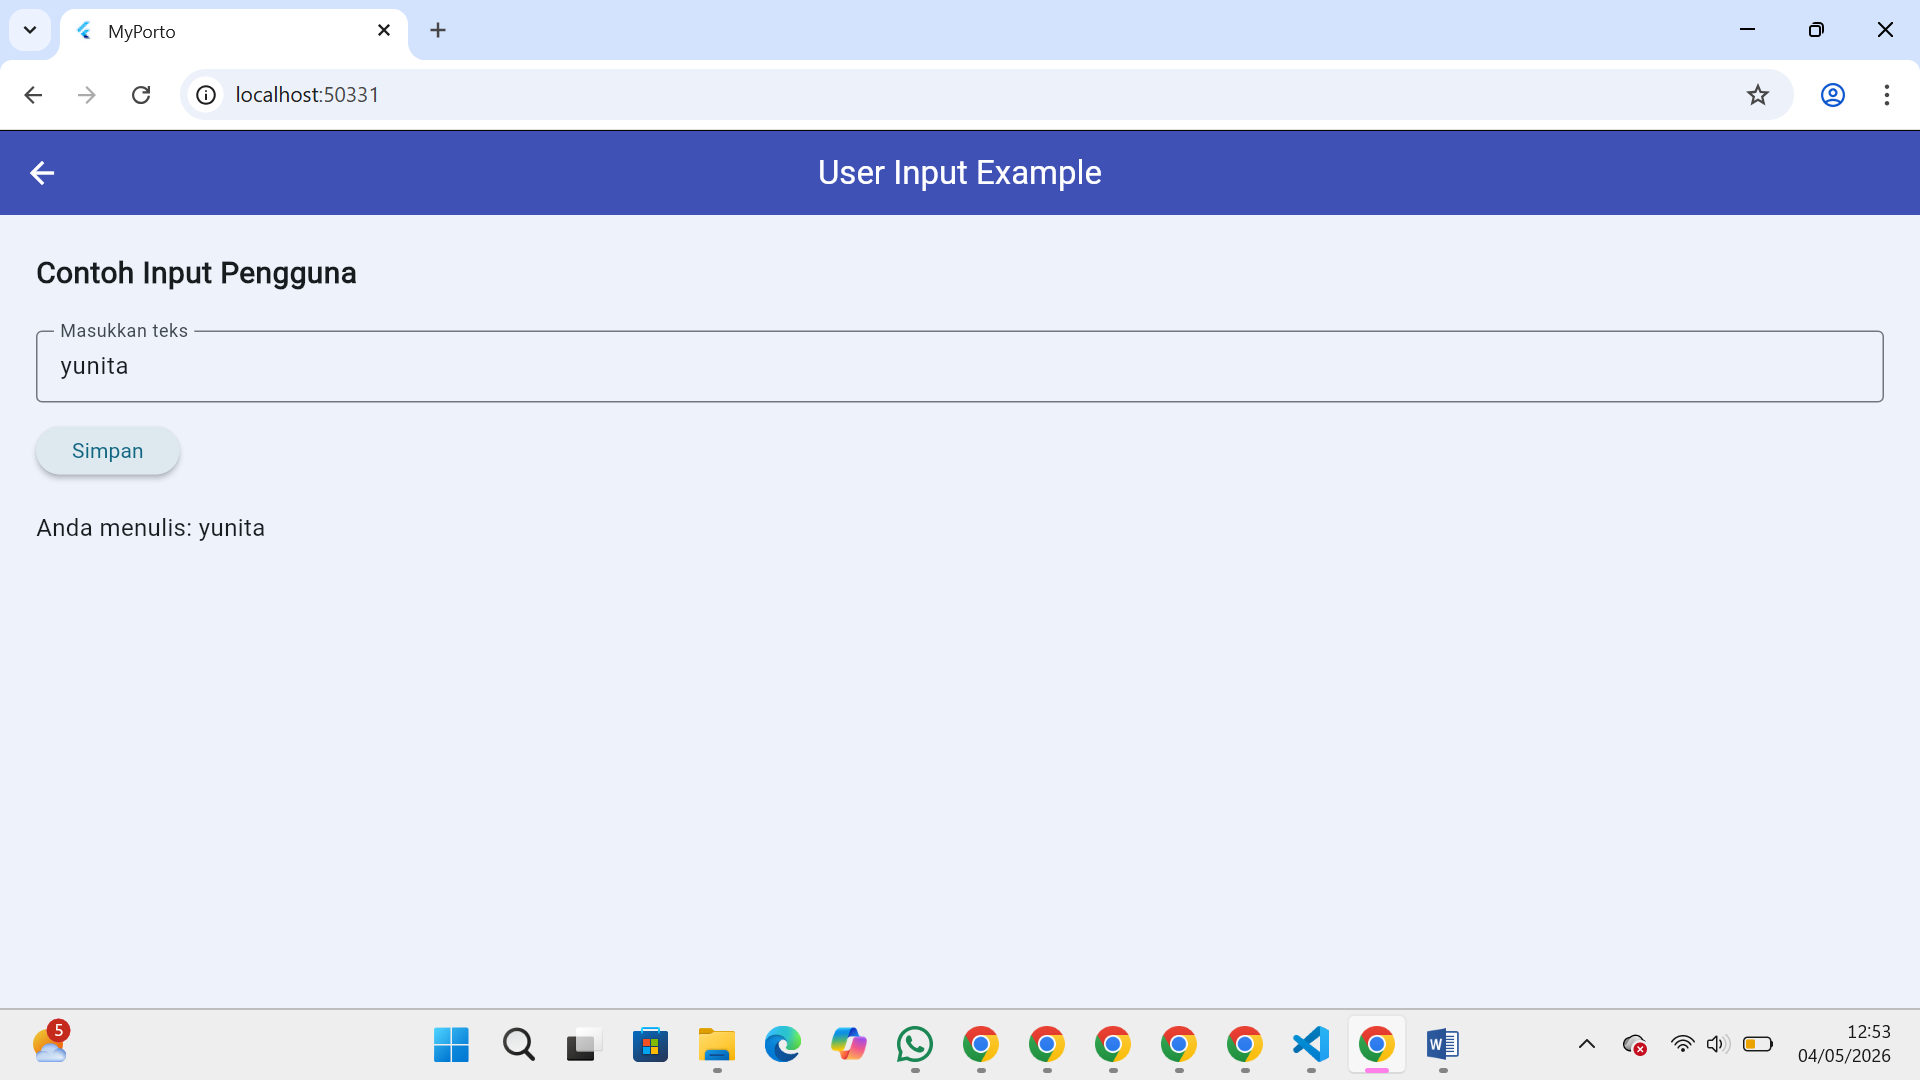 MyPorto
localhost:50331
User Input Example
Contoh Input Pengguna
Masukkan teks
yunita
Simpan
Anda menulis: yunita
5
W
12:53
04/05/2026